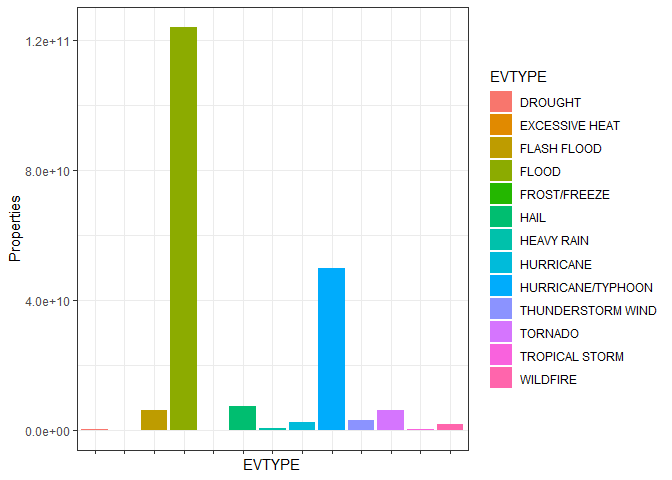 1.2e+11
8.0e+10
4.0e+10
0.0e+00
Properties
EVTYPE
EVTYPE
DROUGHT
EXCESSIVE HEAT
FLASH FLOOD
FLOOD
FROST/FREEZE
HAIL
HEAVY RAIN
HURRICANE
HURRICANE/TYPHOON
THUNDERSTORM WIND
TORNADO
TROPICAL STORM
WILDFIRE